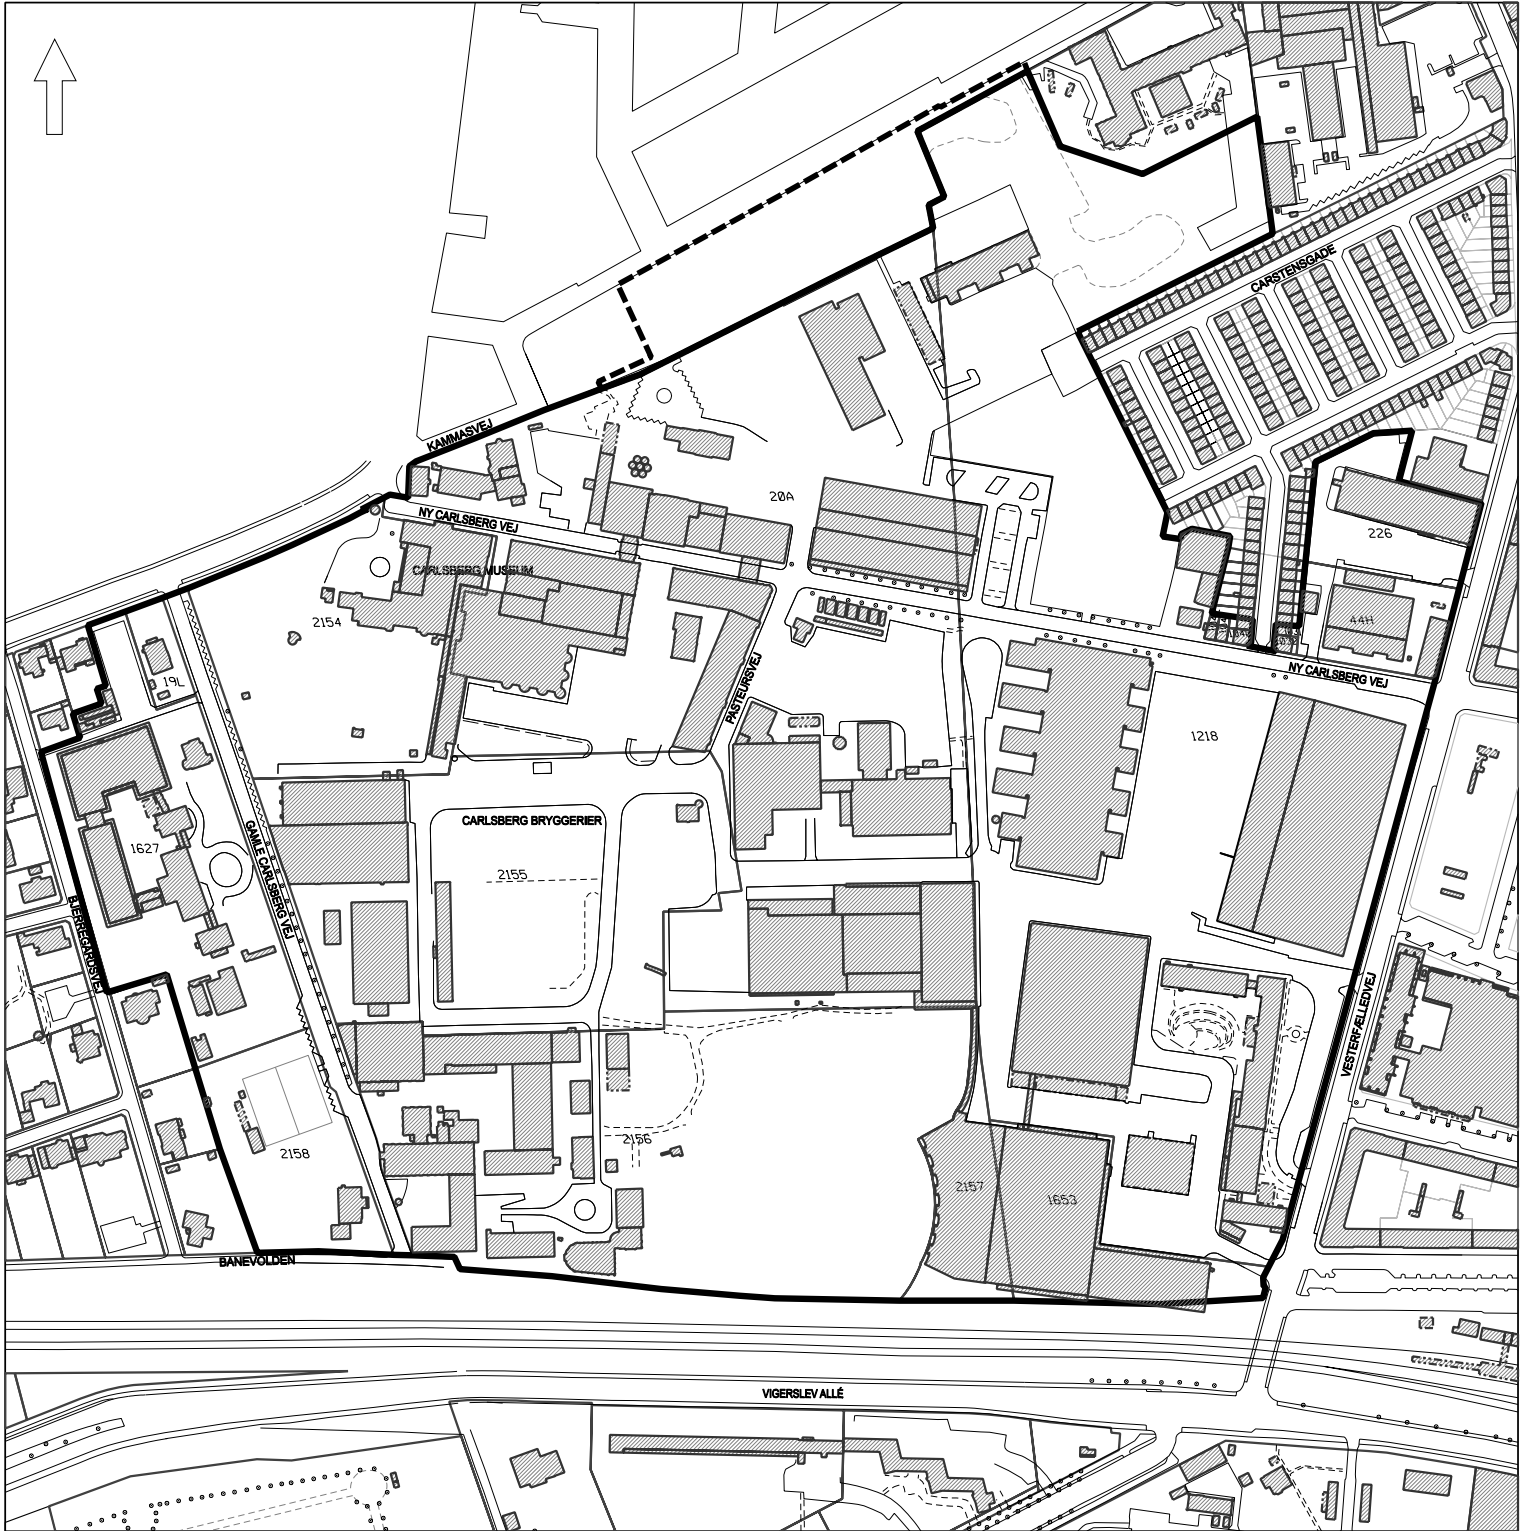 CARSTENSGADE
KAMMASVEJ
20A
NY CARLSBERG VEJ
226
CARLSBERG MUSEUM
2154
44H
NY CARLSBERG VEJ
19L
PASTEURSVEJ
1218
CARLSBERG BRYGGERIER
1627
GAMLE CARLSBERG VEJ
2155
BJERREGÅRDSVEJ
VESTERFÆLLEDVEJ
2156
2158
2157
1653
BANEVOLDEN
VIGERSLEV ALLÉ